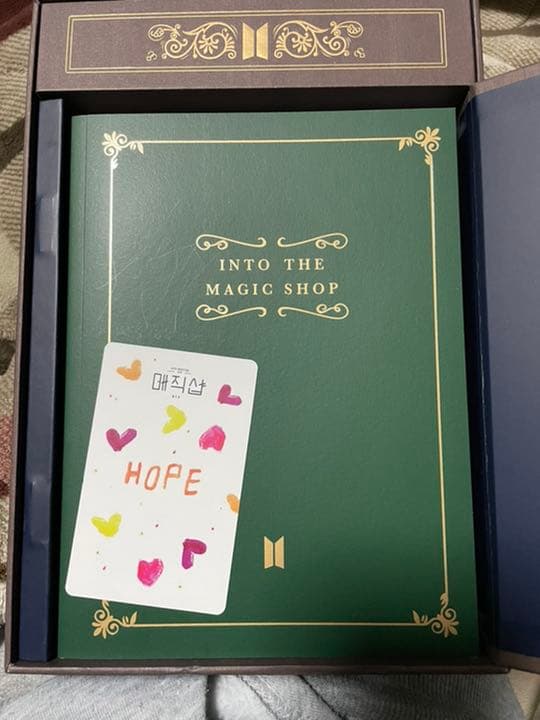 INTO THE
MAGIC SHOP
매직샵
HOPE